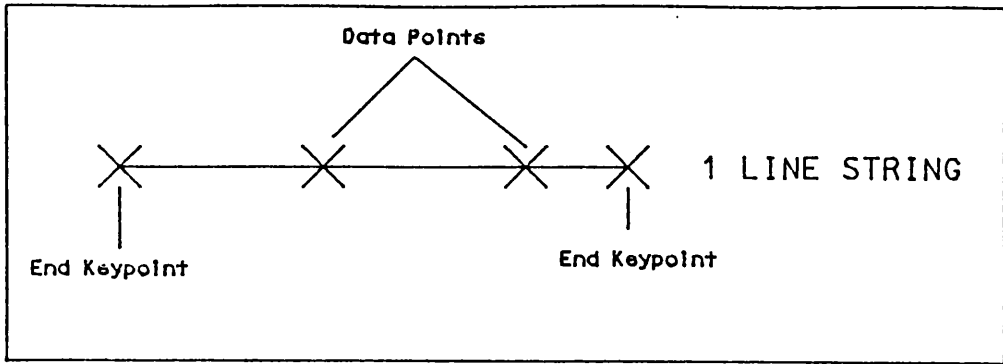 Data Points
1 LINE STRING
End Keypoint
End Keypoint